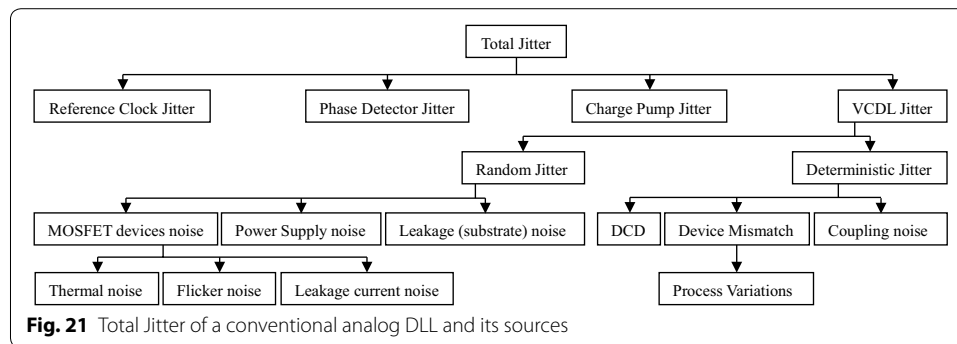 Total Jitter
Reference Clock Jitter Phase Detector Jitter Charge Pump Jitter VCDL Jitter
Random Jitter Deterministic Jitter
MOSFET devices noise Power Supply noise Leakage (substrate) noise DCD Device Mismatch Coupling noise
Thermal noise Flicker noise Leakage current noise Process Variations
Fig. 21 Total Jitter of a conventional analog DLL and its sources